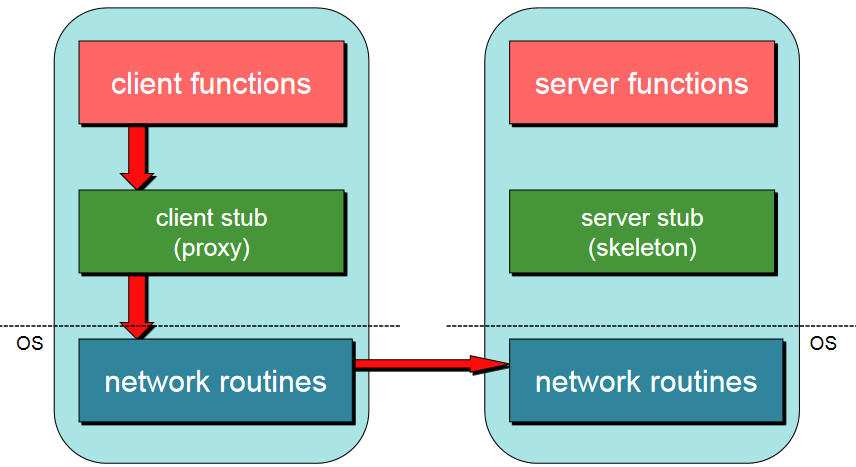 client functions
server functions
client stub
(proxy)
server stub
(skeleton)
OS
OS
network routines
network routines